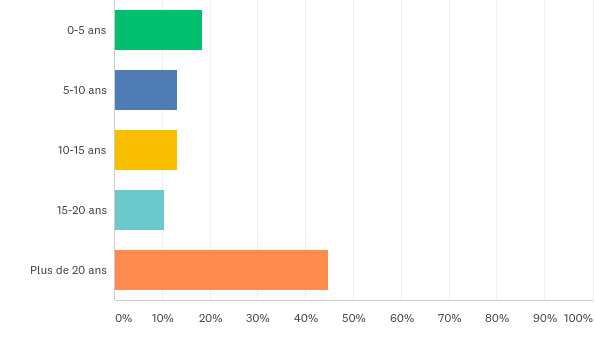 0-5 ans
5-10 ans
10-15 ans
15-20 ans
Plus de 20 ans
0% 10% 20% 30% 40% 50% 60% 70% 80% 90% 100%